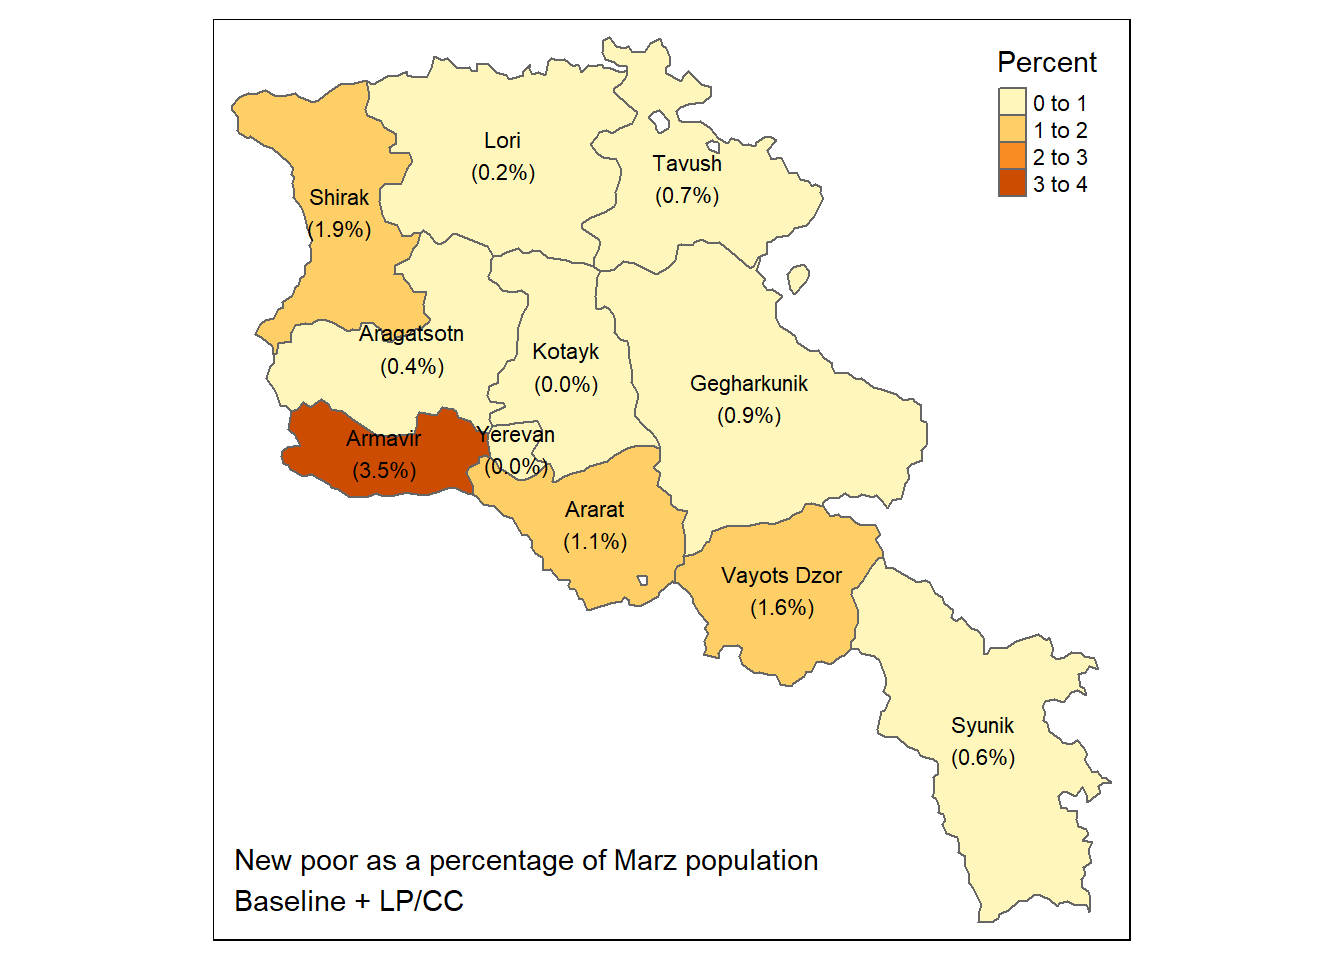 Percent
0 to 1
1 to 2
2 to 3
3 to 4
Lori
(0.2%)
Tavush
(0.7%)
Shirak
(1.9%)
Aragatsotn
(0.4%)
Kotayk
(0.0%)
Gegharkunik
(0.9%)
Armavir
(3.5%)
Yerevan
(0.0%)
Ararat
(1.1%)
Vayots Dzor
(1.6%)
Syunik
(0.6%)
New poor as a percentage of Marz population
Baseline + LP/CC